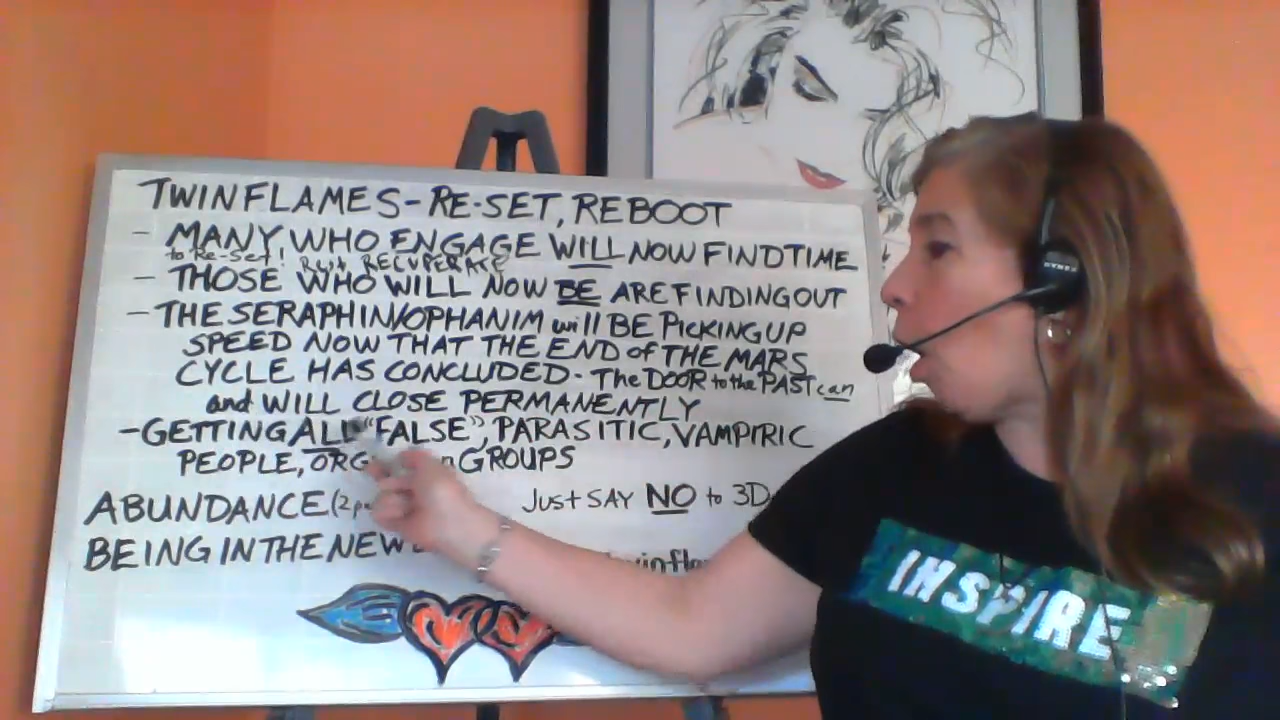 TWINFLAMES - RE-SET, REBOOT
- MANY WHO ENGAGE WILL NOW FIND TIME
to Re-set! Rest RECUPERATE
- THOSE WHO WILL NOW BE ARE FINDING OUT
- THE SERAPHIN/OPHANIM will BE PICKING UP
SPEED NOW THAT THE END of THE MARS
CYCLE HAS CONCLUDED - The DOOR to the PAST can
and WILL CLOSE PERMANENTLY
- GETTING ALL "FALSE", PARASITIC, VAMPIRIC
PEOPLE, GROUPS
ABUNDANCE Just SAY NO to 3D
BEING IN THE NEW
INSPIRE
DYNEX